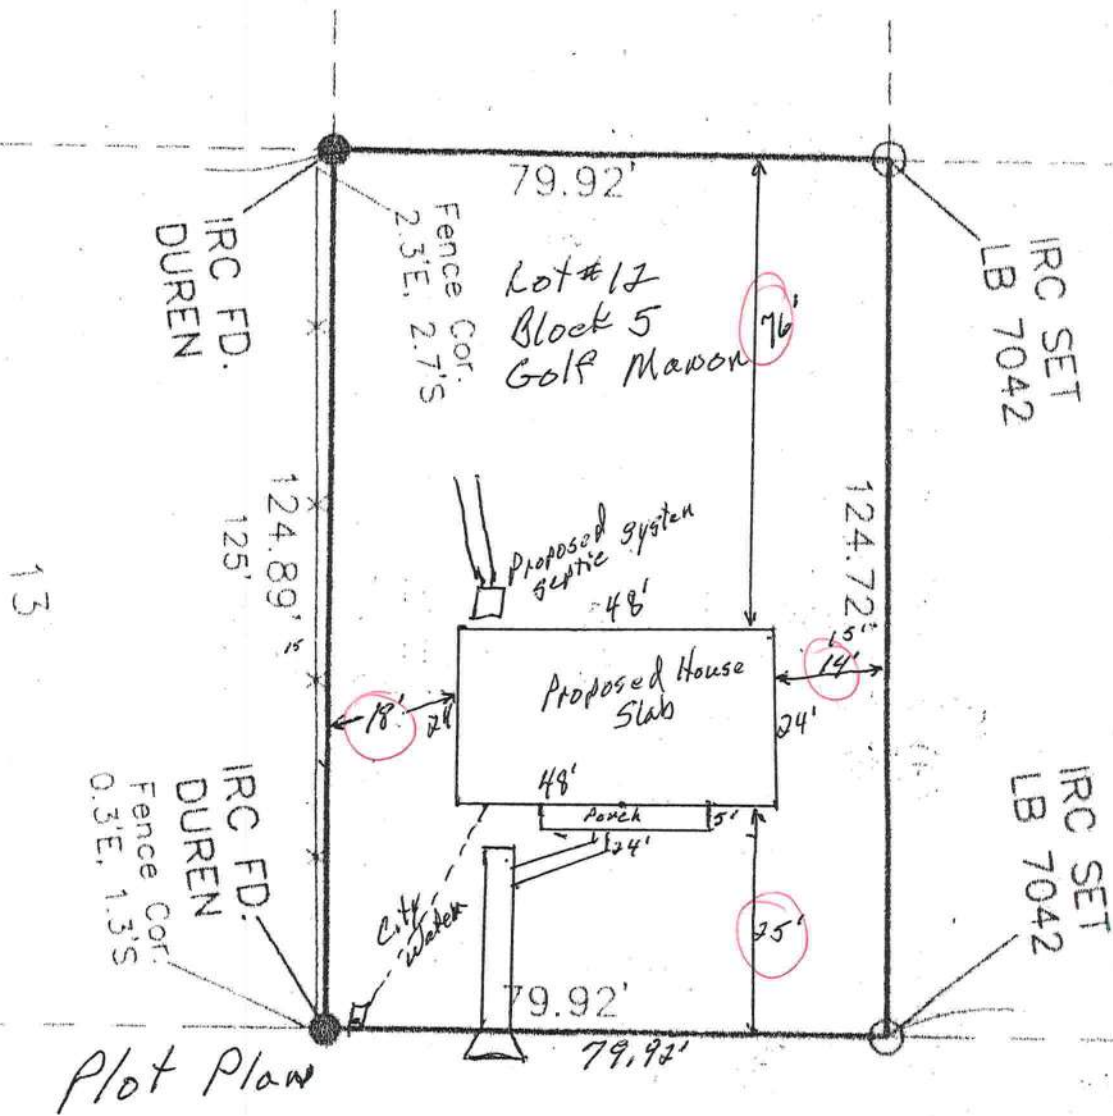 79.92'
IRC FD.
DUREN
Fence Cor.
2.3'E, 2.7'S
Lot #12
Block 5
Golf Manor
76'
IRC SET
LB 7042
124.89'
125'
13
15
Proposed
Septic System
48'
124.72'
15'
14'
Proposed House
Slab
18'
24'
24'
48'
Porch
5'
24'
IRC FD.
DUREN
Fence Cor.
0.3'E, 1.3'S
City
Water
25'
IRC SET
LB 7042
79.92'
79.92'
Plot Plan